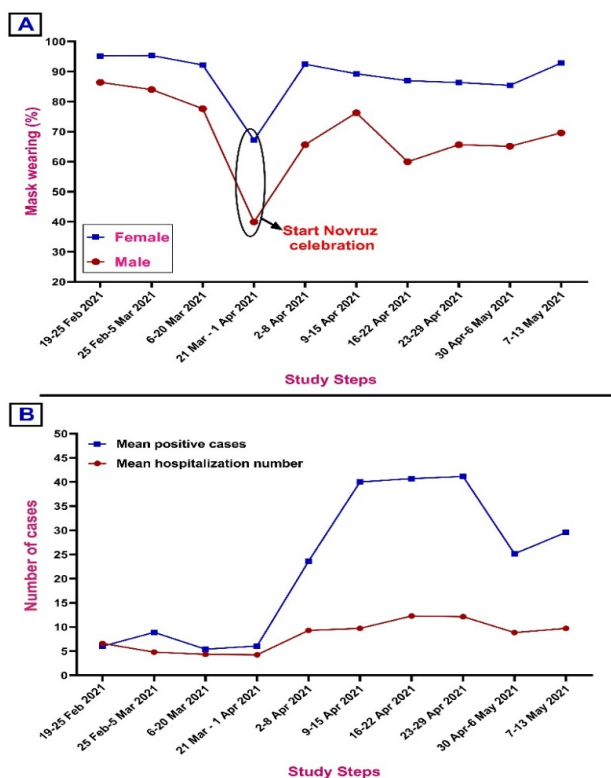 A
100
90
80
70
60
50
40
30
20
Mask wearing (%)
Female
Male
Start Novruz
celebration
19-25 Feb 2021
25 Feb-5 Mar 2021
6-20 Mar 2021
21 Mar - 1 Apr 2021
2-8 Apr 2021
9-15 Apr 2021
16-22 Apr 2021
23-29 Apr 2021
30 Apr-6 May 2021
7-13 May 2021
Study Steps
B
50
45
40
35
30
25
20
15
10
5
0
Number of cases
Mean positive cases
Mean hospitalization number
19-25 Feb 2021
25 Feb-5 Mar 2021
6-20 Mar 2021
21 Mar - 1 Apr 2021
2-8 Apr 2021
9-15 Apr 2021
16-22 Apr 2021
23-29 Apr 2021
30 Apr-6 May 2021
7-13 May 2021
Study Steps